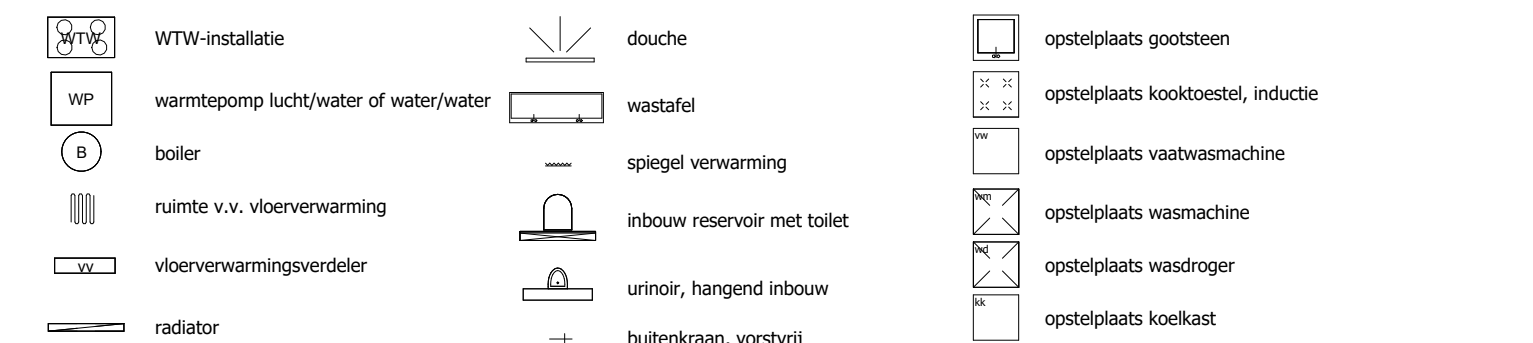 WTW WTW-installatie
WP warmtepomp lucht/water of water/water
B boiler
ruimte v.v. vloerverwarming
vv vloerverwarmingsverdeler
radiator
douche
wastafel
spiegel verwarming
inbouw reservoir met toilet
urinoir, hangend inbouw
buitenkraan, vorstvrij
opstelplaats gootsteen
opstelplaats kooktoestel, inductie
vw opstelplaats vaatwasmachine
wm opstelplaats wasmachine
wd opstelplaats wasdroger
kk opstelplaats koelkast